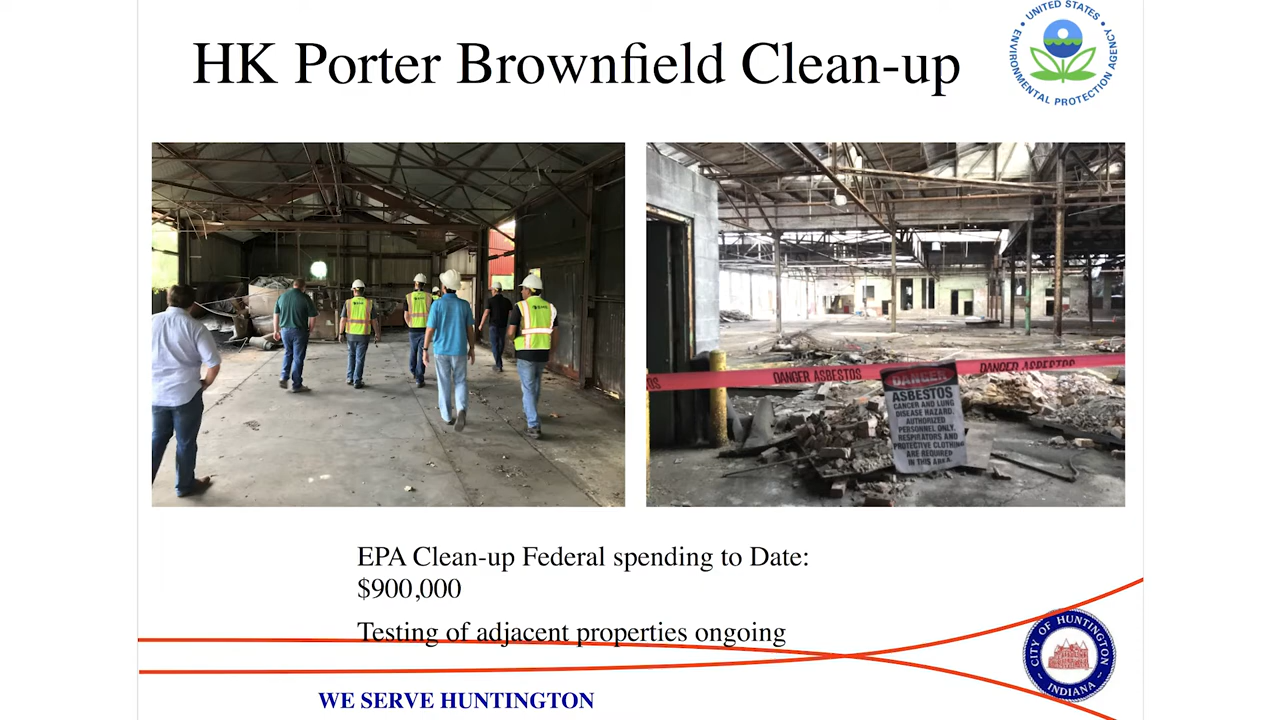 HK Porter Brownfield Clean-up
UNITED STATES
ENVIRONMENTAL PROTECTION AGENCY
DANGER ASBESTOS
DANGER ASBESTOS
DANGER
ASBESTOS
CANCER AND LUNG
DISEASE HAZARD
AUTHORIZED
PERSONNEL ONLY
RESPIRATORS AND
PROTECTIVE CLOTHING
ARE REQUIRED
IN THIS AREA
EPA Clean-up Federal spending to Date:
$900,000
Testing of adjacent properties ongoing
CITY OF HUNTINGTON
INDIANA
WE SERVE HUNTINGTON